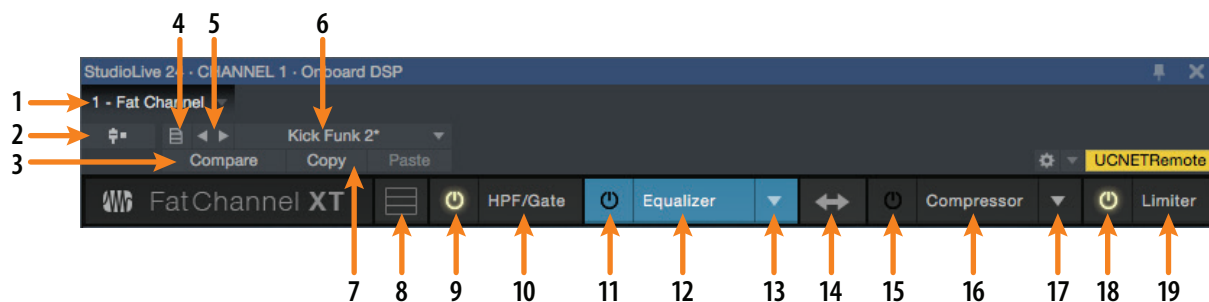 4 5 6
StudioLive 24 · CHANNEL 1 · Onboard DSP
1 1 - Fat Channel
2 Kick Funk 2*
3 Compare Copy Paste UCNETRemote
FatChannel XT HPF/Gate Equalizer Compressor Limiter
7 8 9 10 11 12 13 14 15 16 17 18 19